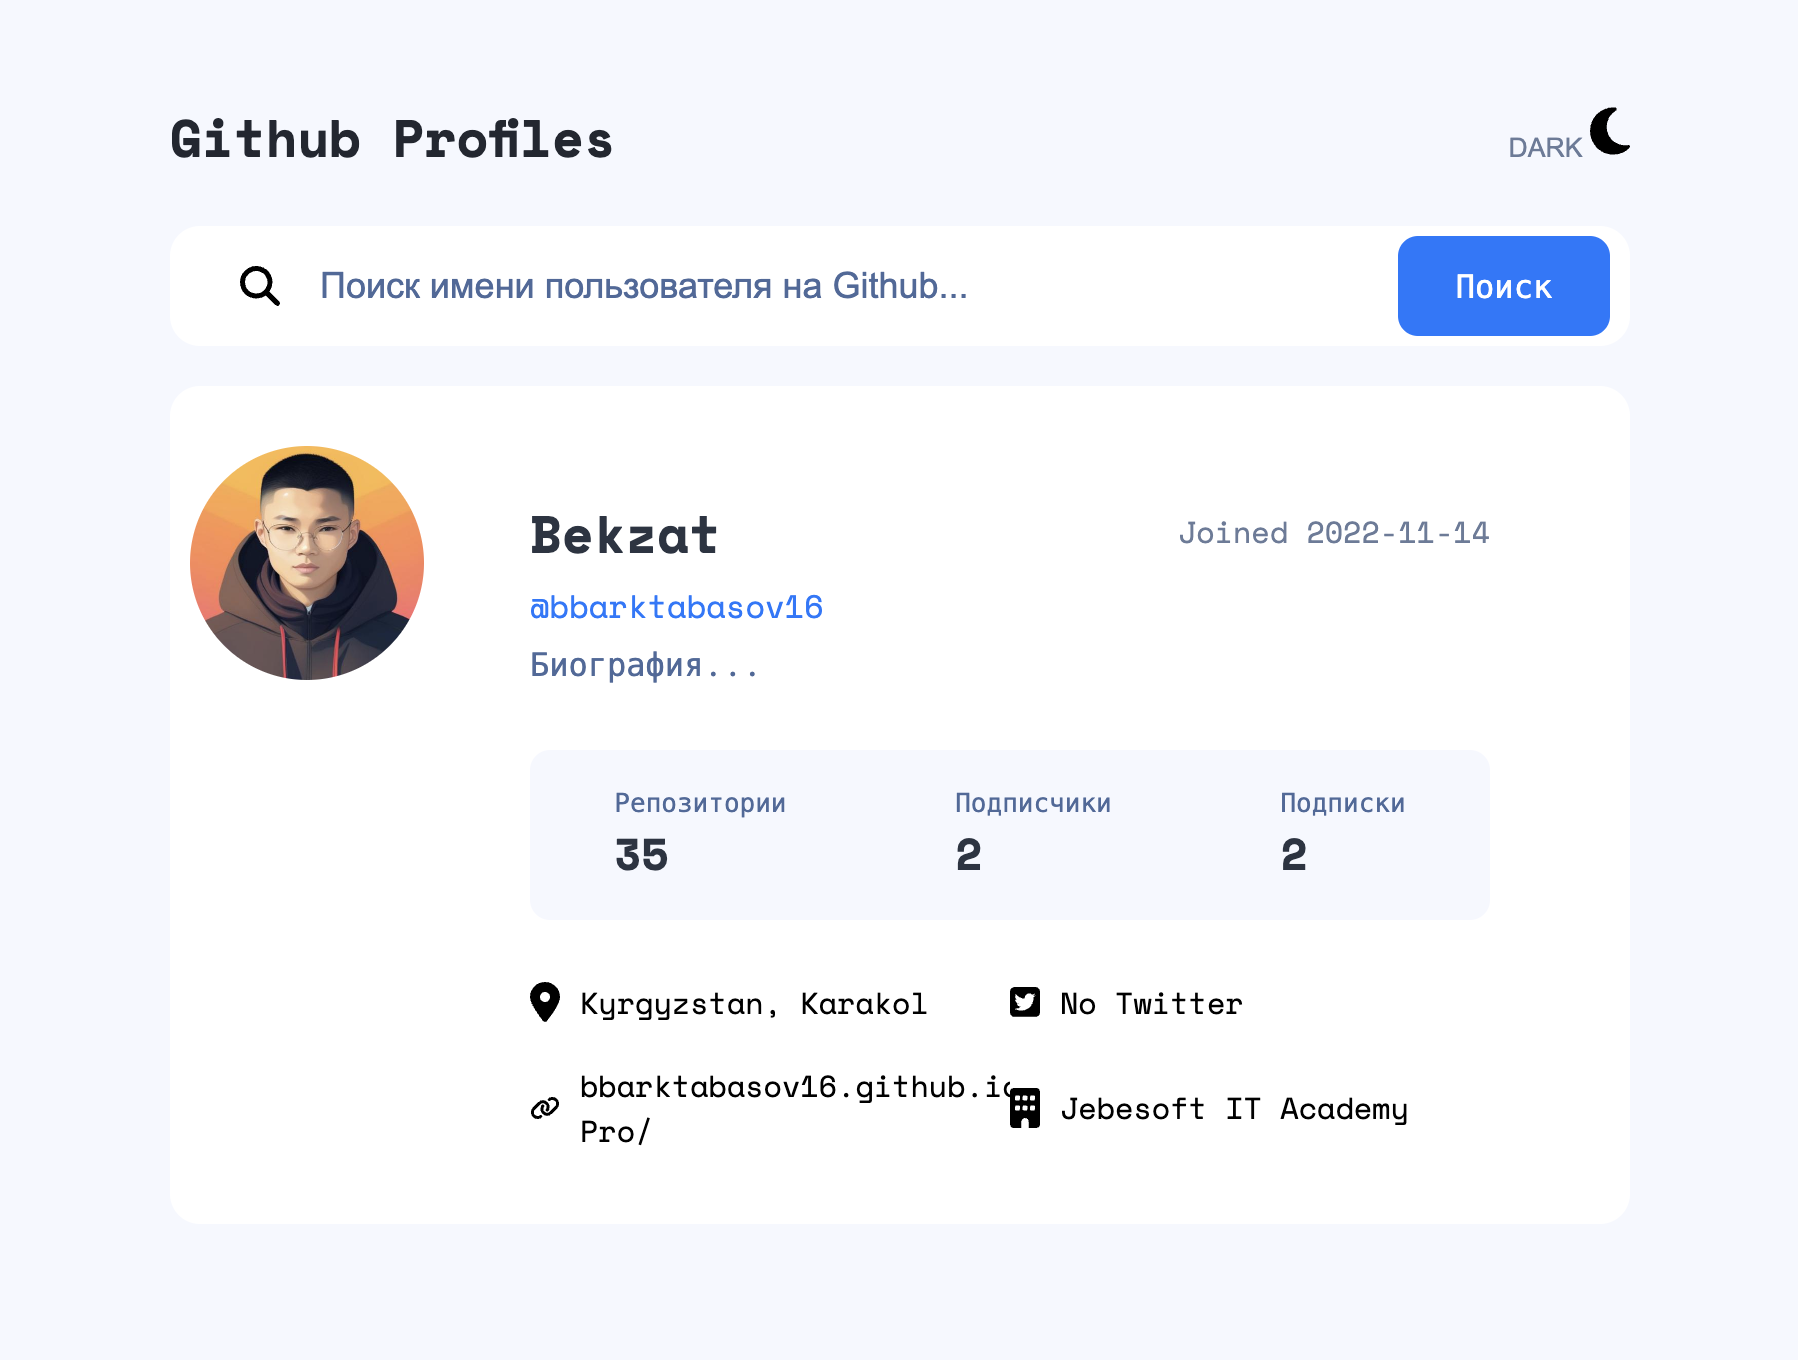 Github Profiles
DARK
Поиск имени пользователя на Github...
Поиск
Bekzat
Joined 2022-11-14
@bbarktabasov16
Биография...
Репозитории
Подписчики
Подписки
35
2
2
Kyrgyzstan, Karakol
No Twitter
bbarktabasov16.github.io
Pro/
Jebesoft IT Academy